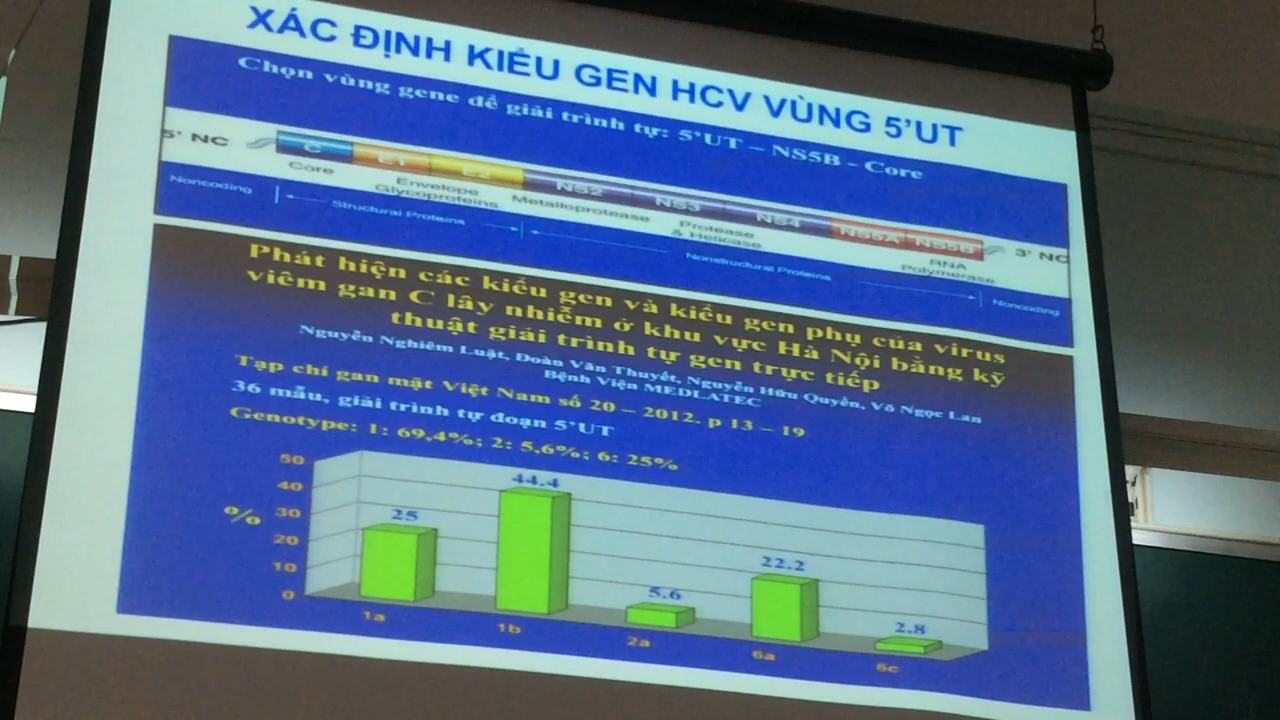 XÁC ĐỊNH KIỂU GEN HCV VÙNG 5'UT
Chọn vùng gene để giải trình tự: 5'UT – NS5B - Core
5' NC C E1 E2 NS2 NS3 NS4 NS5A NS5B 3' NC
Core Envelope Glycoproteins Metalloprotease Protease & Helicase RNA Polymerase
Noncoding Structural Proteins Nonstructural Proteins Noncoding
Phát hiện các kiểu gen và kiểu gen phụ của virus
viêm gan C lây nhiễm ở khu vực Hà Nội bằng kỹ
thuật giải trình tự gen trực tiếp
Nguyễn Nghiêm Luật, Đoàn Văn Thuyết, Nguyễn Hữu Quyền, Võ Ngọc Lan
Bệnh Viện MEDLATEC
Tạp chí gan mật Việt Nam số 20 – 2012. p 13 – 19
36 mẫu, giải trình tự đoạn 5'UT
Genotype: 1: 69,4%; 2: 5,6%; 6: 25%
50
40
30
20
10
0
%
25 44.4 5.6 22.2 2.8
1a 1b 2a 6a 6c